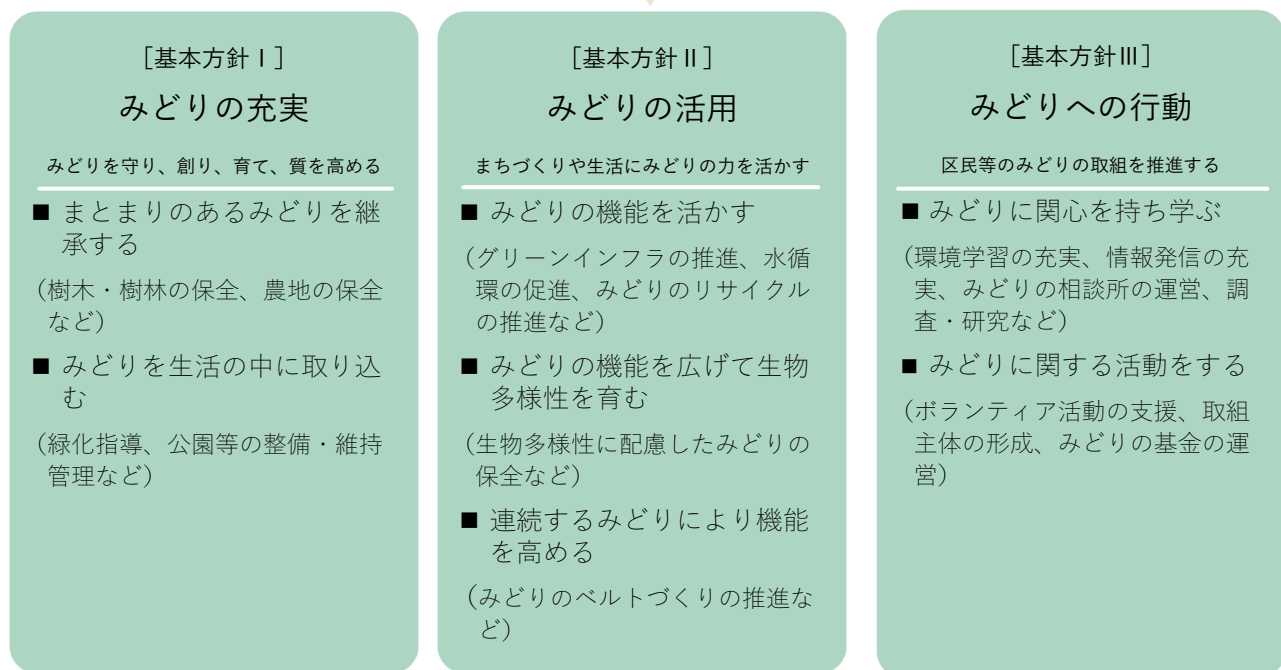 ［基本方針Ⅰ］
みどりの充実
みどりを守り、創り、育て、質を高める
■ まとまりのあるみどりを継
承する
（樹木・樹林の保全、農地の保全
など）
■ みどりを生活の中に取り込
む
（緑化指導、公園等の整備・維持
管理など）
［基本方針Ⅱ］
みどりの活用
まちづくりや生活にみどりの力を活かす
■ みどりの機能を活かす
（グリーンインフラの推進、水循
環の促進、みどりのリサイクル
の推進など）
■ みどりの機能を広げて生物
多様性を育む
（生物多様性に配慮したみどりの
保全など）
■ 連続するみどりにより機能
を高める
（みどりのベルトづくりの推進な
ど）
［基本方針Ⅲ］
みどりへの行動
区民等のみどりの取組を推進する
■ みどりに関心を持ち学ぶ
（環境学習の充実、情報発信の充
実、みどりの相談所の運営、調
査・研究など）
■ みどりに関する活動をする
（ボランティア活動の支援、取組
主体の形成、みどりの基金の運
営）